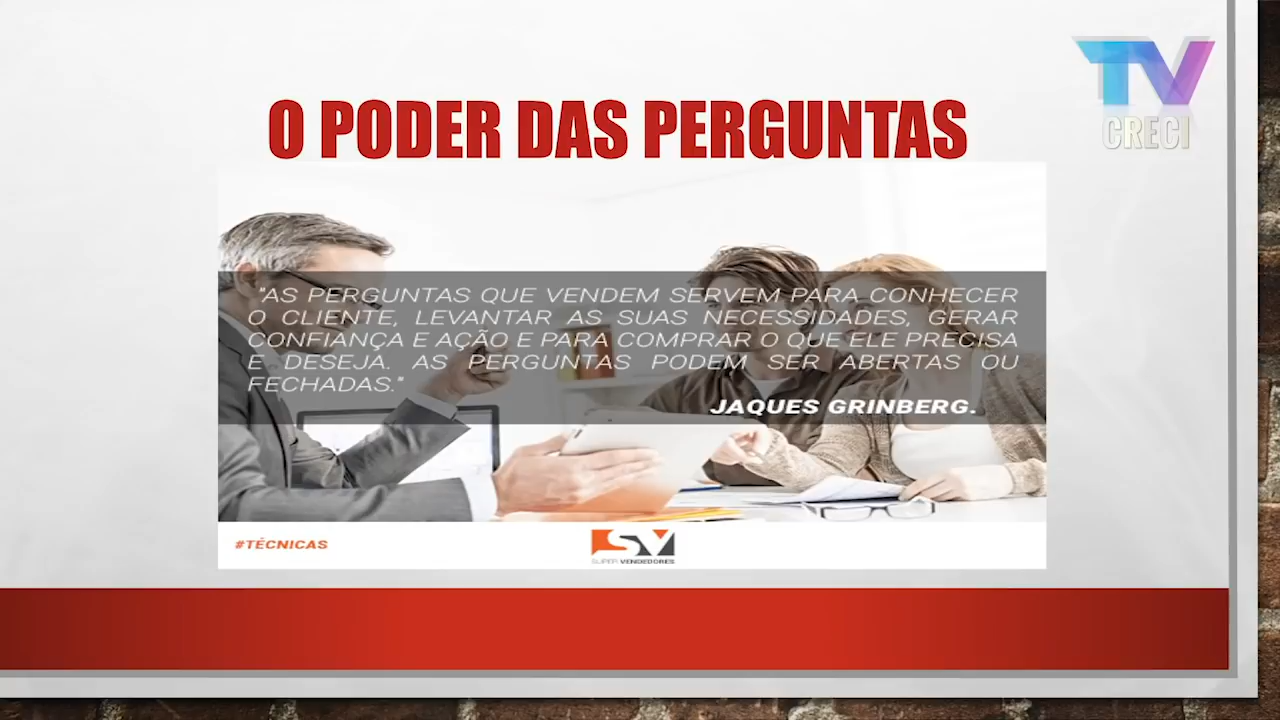 TV
CRECI
O PODER DAS PERGUNTAS
"AS PERGUNTAS QUE VENDEM SERVEM PARA CONHECER
O CLIENTE, LEVANTAR AS SUAS NECESSIDADES, GERAR
CONFIANÇA E AÇÃO E PARA COMPRAR O QUE ELE PRECISA
E DESEJA. AS PERGUNTAS PODEM SER ABERTAS OU
FECHADAS."
JAQUES GRINBERG.
#TÉCNICAS
SV
SUPER VENDEDORES